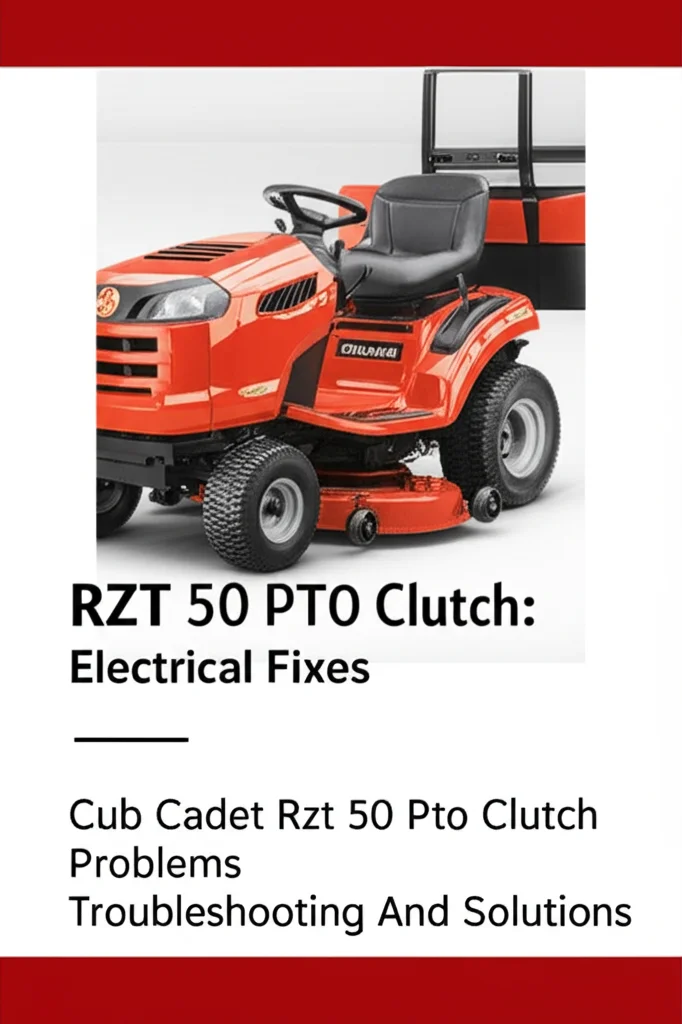 RZT 50 PTO Clutch:
Electrical Fixes
Cub Cadet Rzt 50 Pto Clutch
Problems
Troubleshooting And Solutions